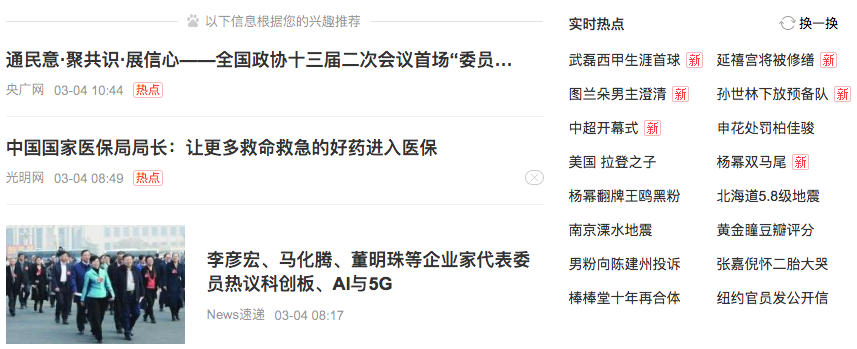 以下信息根据您的兴趣推荐
通民意·聚共识·展信心——全国政协十三届二次会议首场“委员...
央广网 03-04 10:44 热点
中国国家医保局局长：让更多救命救急的好药进入医保
光明网 03-04 08:49 热点
李彦宏、马化腾、董明珠等企业家代表委
员热议科创板、AI与5G
News速递 03-04 08:17
实时热点 换一换
武磊西甲生涯首球 新 延禧宫将被修缮 新
图兰朵男主澄清 新 孙世林下放预备队 新
中超开幕式 新 申花处罚柏佳骏
美国 拉登之子 杨幂双马尾 新
杨幂翻牌王鸥黑粉 北海道5.8级地震
南京溧水地震 黄金瞳豆瓣评分
男粉向陈建州投诉 张嘉倪怀二胎大哭
棒棒堂十年再合体 纽约官员发公开信